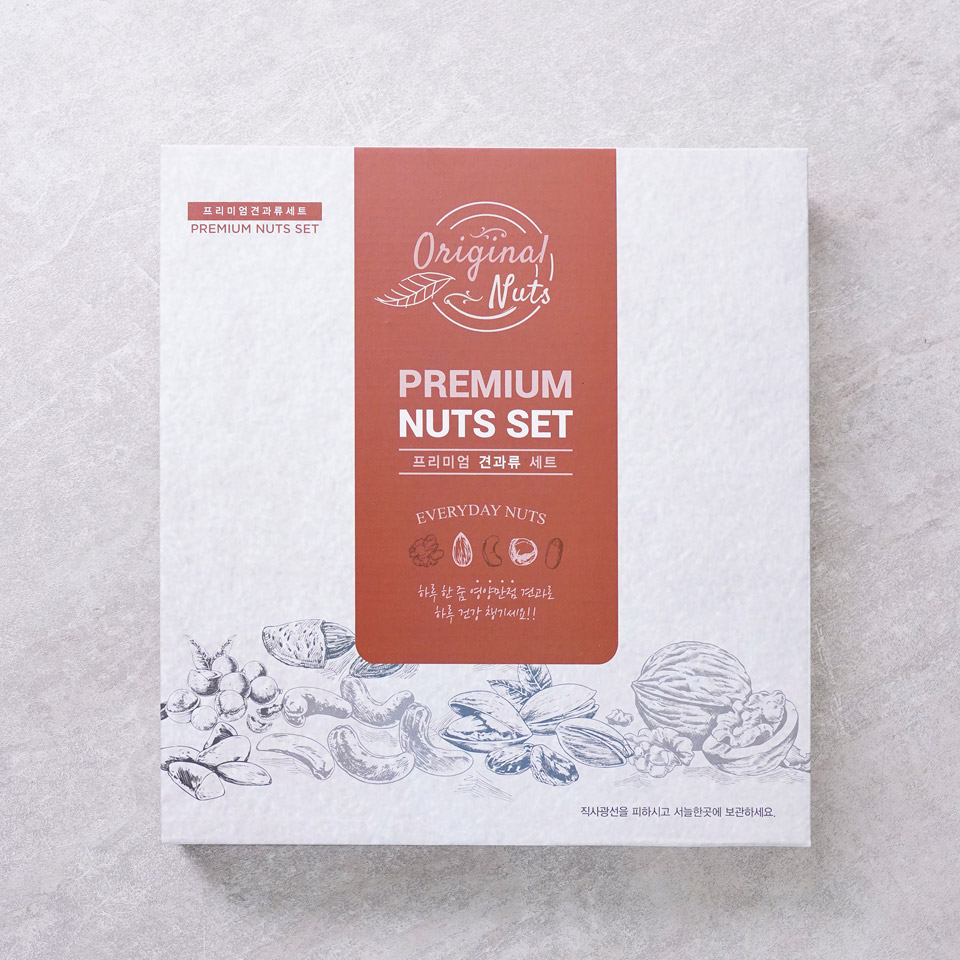 프리미엄견과류세트
PREMIUM NUTS SET
Original
Nuts
PREMIUM
NUTS SET
프리미엄 견과류 세트
EVERYDAY NUTS
하루 한 줌 영양만점 견과로
하루 건강 챙기세요!!
직사광선을 피하시고 서늘한곳에 보관하세요.